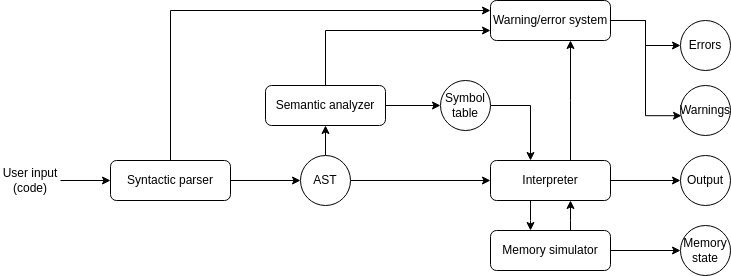 Warning/error system
Errors
Semantic analyzer
Symbol
table
Warnings
User input
(code)
Syntactic parser
AST
Interpreter
Output
Memory simulator
Memory
state